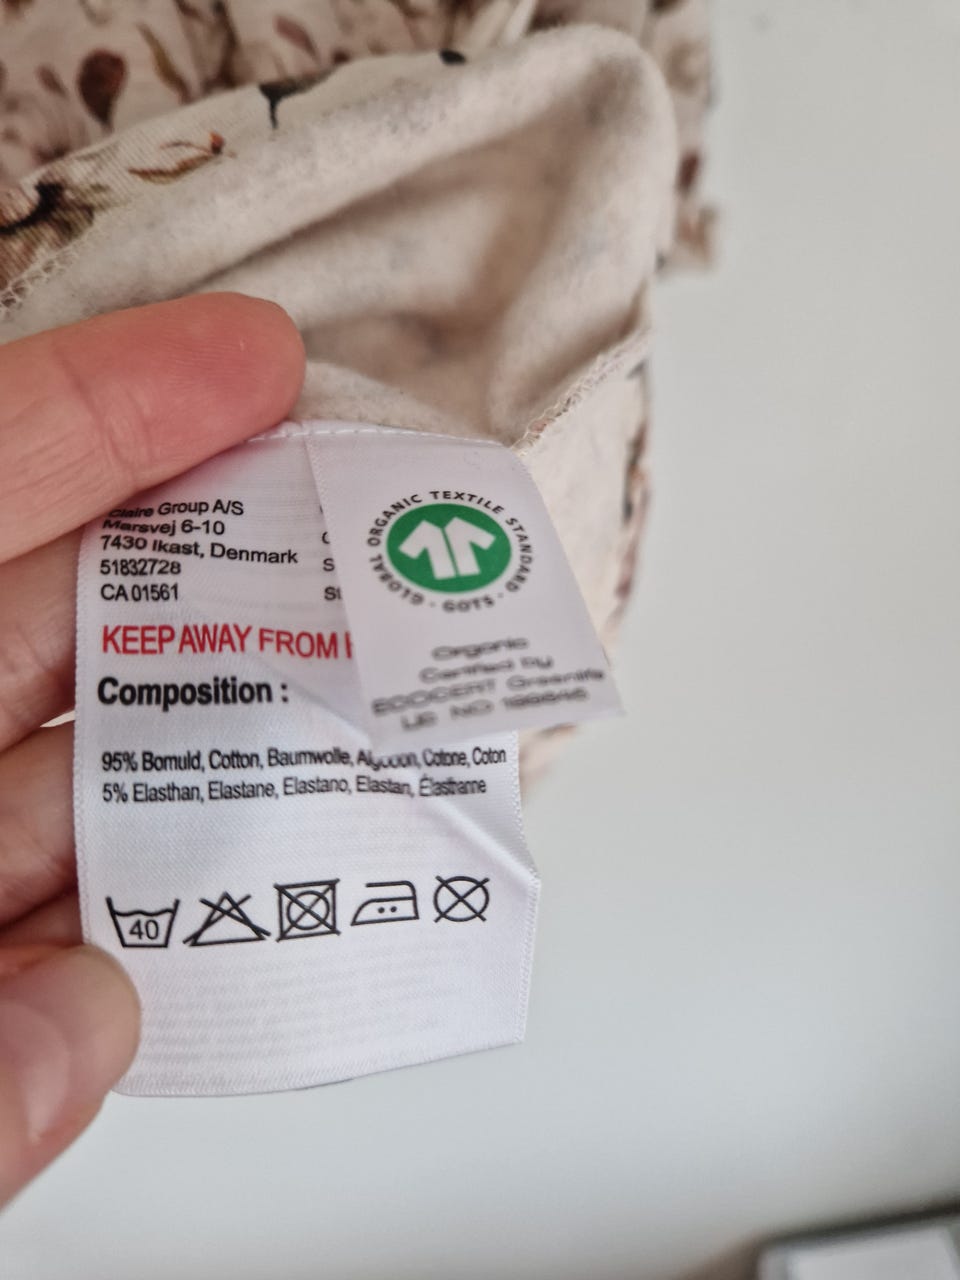 Claire Group A/S
Marsvej 6-10
7430 Ikast, Denmark
51832728
CA 01561
KEEP AWAY FROM
Composition :
95% Bomuld, Cotton, Baumwolle, Algodon, Cotone, Coton
5% Elasthan, Elastane, Elastano, Elastan, Élasthanne
40
GLOBAL ORGANIC TEXTILE STANDARD · GOTS ·
Organic
Certified by
ECOCERT Greenlife